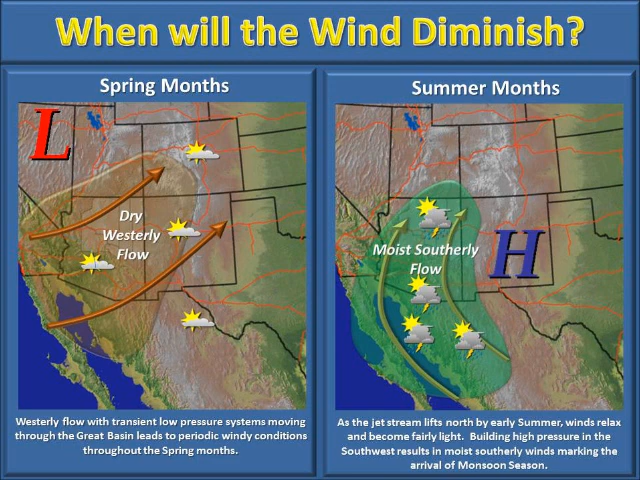 When will the Wind Diminish?
Spring Months
L
Dry
Westerly
Flow
Westerly flow with transient low pressure systems moving
through the Great Basin leads to periodic windy conditions
throughout the Spring months.
Summer Months
Moist Southerly
Flow
H
As the jet stream lifts north by early Summer, winds relax
and become fairly light.  Building high pressure in the
Southwest results in moist southerly winds marking the
arrival of Monsoon Season.